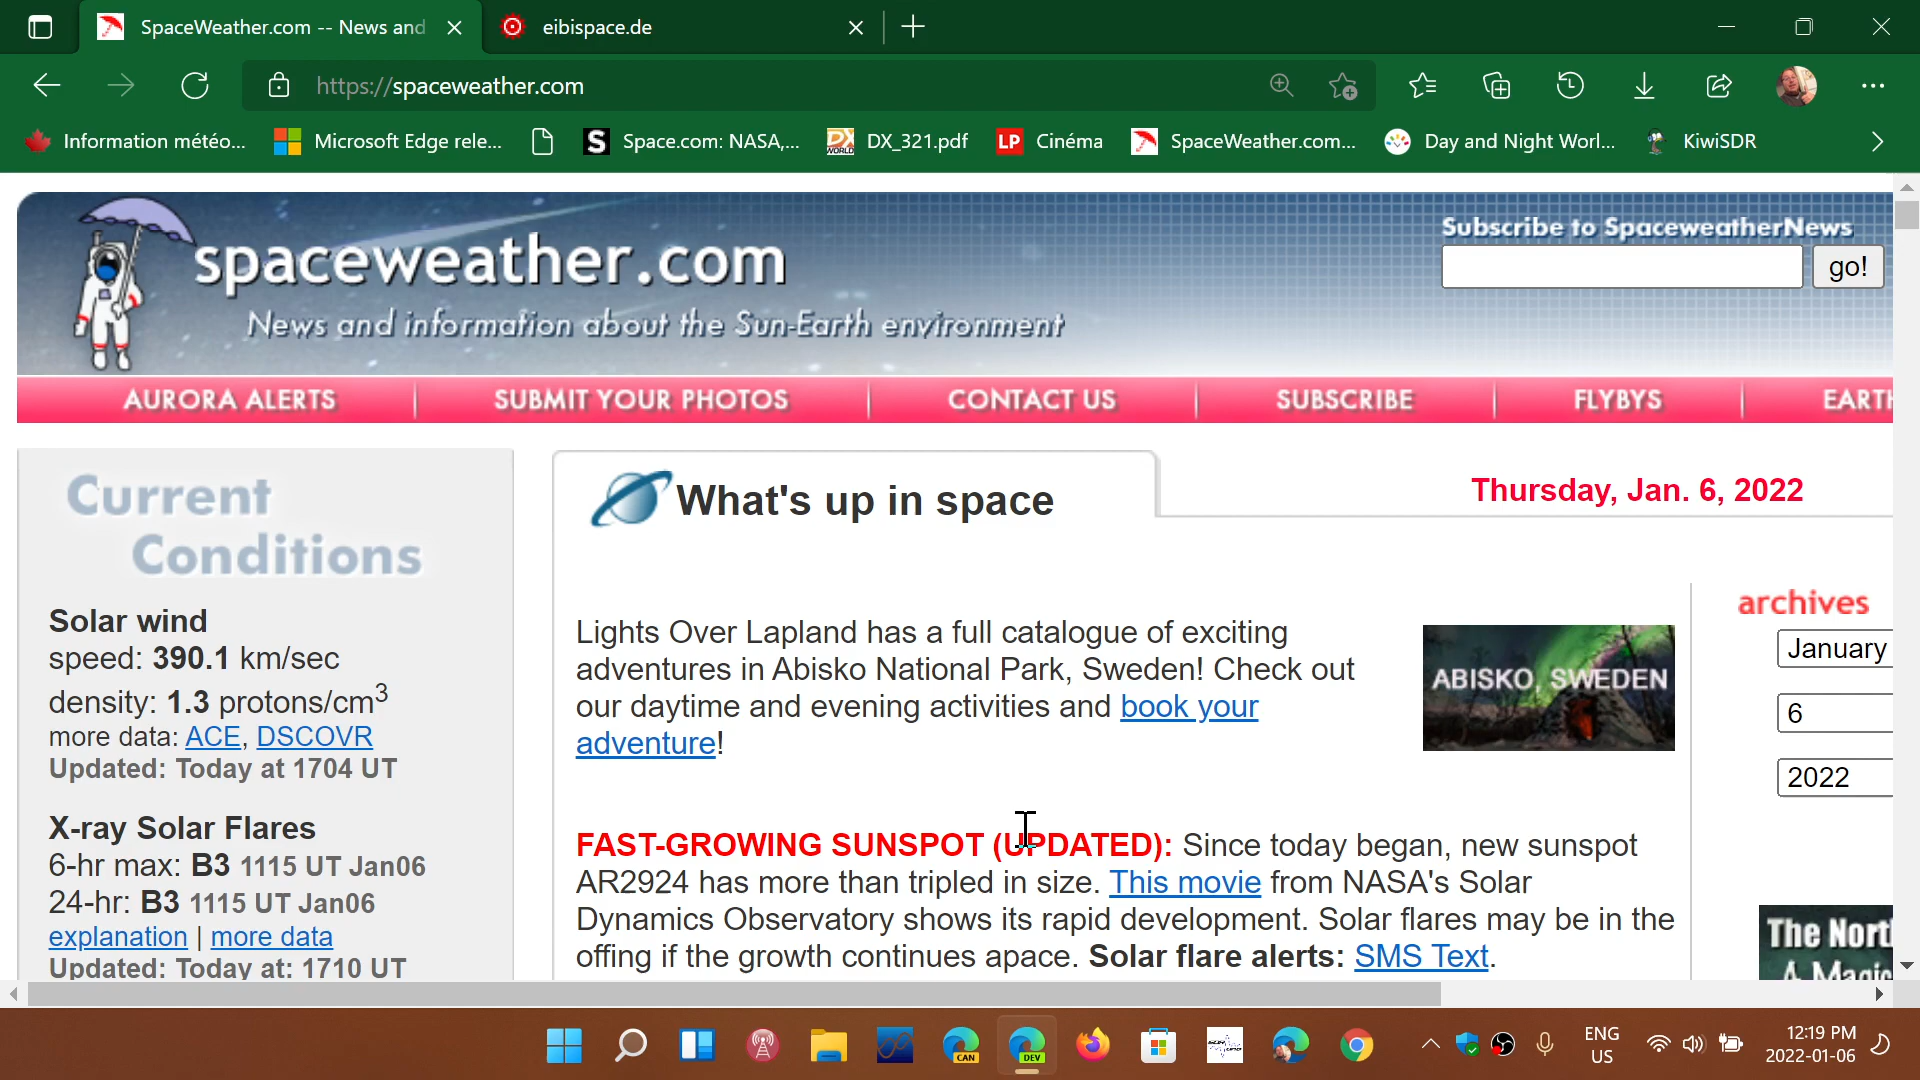 SpaceWeather.com -- News and
eibispace.de
https://spaceweather.com
Information météo...
Microsoft Edge rele...
Space.com: NASA,...
DX WORLD
DX_321.pdf
LP
Cinéma
SpaceWeather.com...
Day and Night Worl...
KiwiSDR
spaceweather.com
News and information about the Sun-Earth environment
Subscribe to SpaceweatherNews
go!
AURORA ALERTS
SUBMIT YOUR PHOTOS
CONTACT US
SUBSCRIBE
FLYBYS
EARTH
Current
Conditions
Solar wind
speed: 390.1 km/sec
density: 1.3 protons/cm3
more data: ACE, DSCOVR
Updated: Today at 1704 UT
X-ray Solar Flares
6-hr max: B3 1115 UT Jan06
24-hr: B3 1115 UT Jan06
explanation | more data
Updated: Today at: 1710 UT
What's up in space
Thursday, Jan. 6, 2022
Lights Over Lapland has a full catalogue of exciting
adventures in Abisko National Park, Sweden! Check out
our daytime and evening activities and book your
adventure!
ABISKO, SWEDEN
FAST-GROWING SUNSPOT (UPDATED): Since today began, new sunspot
AR2924 has more than tripled in size. This movie from NASA's Solar
Dynamics Observatory shows its rapid development. Solar flares may be in the
offing if the growth continues apace. Solar flare alerts: SMS Text.
archives
January
6
2022
The North
A Magic
CAN
DEV
ENG
US
12:19 PM
2022-01-06